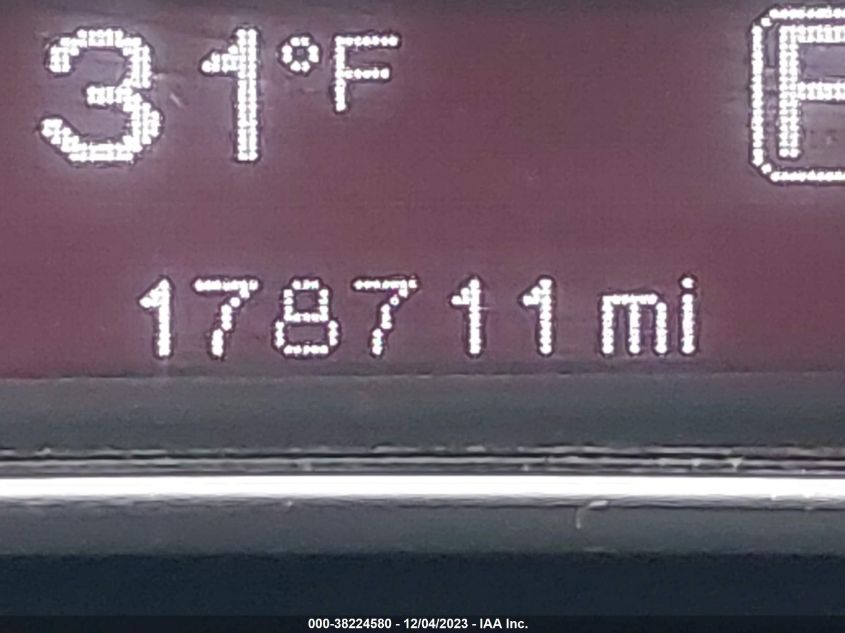 31°F
178711 mi
000-38224580 - 12/04/2023 - IAA Inc.